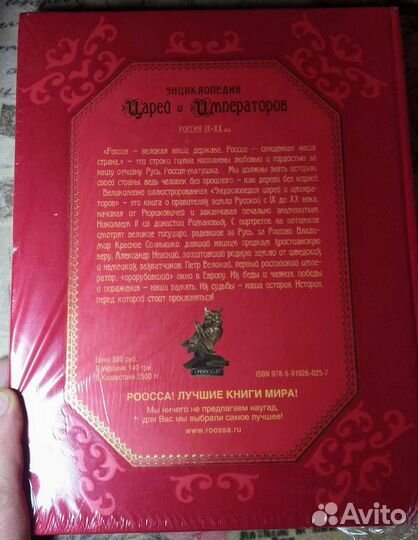 ЭНЦИКЛОПЕДИЯ
Царей и Императоров
РОССИЯ IX-XX вв
«Россия – великая наша держава, Россия – священная наша
страна,» – эти строки гимна наполнены любовью и гордостью за
нашу отчизну Русь, Россия-матушка... Мы должны знать историю
своей страны, ведь человек без прошлого – как дерево без корней.
Великолепно иллюстрированная «Энциклопедия царей и импера-
торов» – это книга о правителях земли Русской с IX до XX века,
начиная от Рюриковичей и заканчивая печально знаменитым
Николаем II из династии Романовых. С портретов на потомков
смотрят великие государи, радевшие за Русь, за Россию: Влади-
мир Красное Солнышко, давший нашим предкам христианскую
веру, Александр Невский, защитивший родную землю от шведских
и немецких захватчиков, Петр Великий, первый российский импе-
ратор, «прорубивший» окно в Европу. Их беды и чаяния, победы
и поражения – наша память. Их судьбы – наша история. История,
перед которой стоит преклоняться!
Цена 500 руб.
В Украине 140 грн.
В Казахстане 2500 тг.
РООССА
ISBN 978-5-91926-025-7
РООССА! ЛУЧШИЕ КНИГИ МИРА!
Мы ничего не предлагаем наугад,
для Вас мы выбрали самое лучшее!
www.roossa.ru
Avito